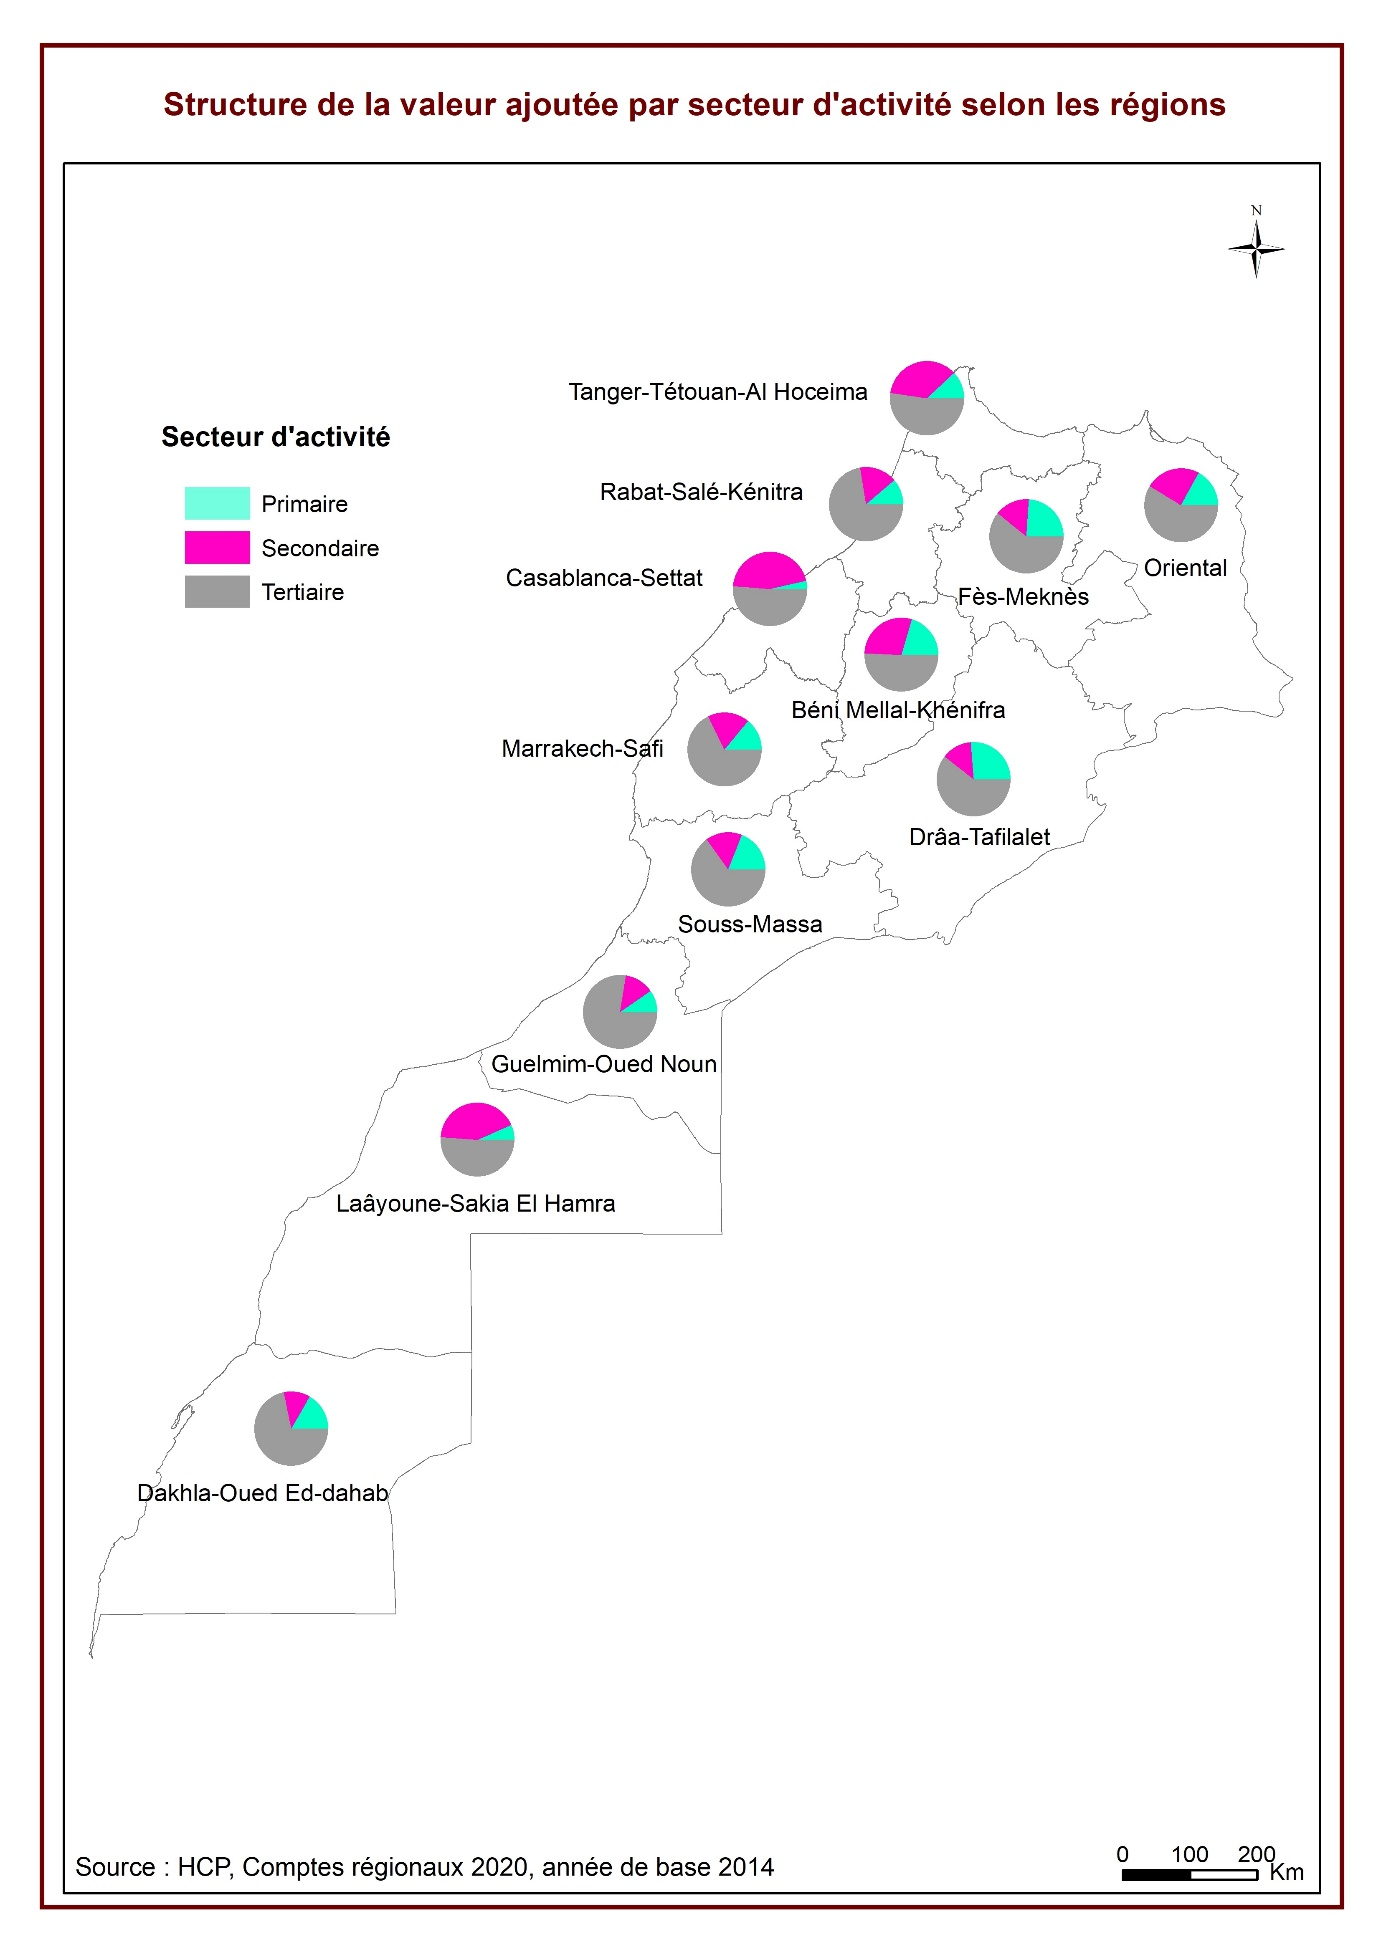 Structure de la valeur ajoutée par secteur d'activité selon les régions
N
Tanger-Tétouan-Al Hoceima
Secteur d'activité
Primaire
Secondaire
Tertiaire
Rabat-Salé-Kénitra
Oriental
Casablanca-Settat
Fès-Meknès
Béni Mellal-Khénifra
Marrakech-Safi
Drâa-Tafilalet
Souss-Massa
Guelmim-Oued Noun
Laâyoune-Sakia El Hamra
Dakhla-Oued Ed-dahab
0 100 200
Km
Source : HCP, Comptes régionaux 2020, année de base 2014